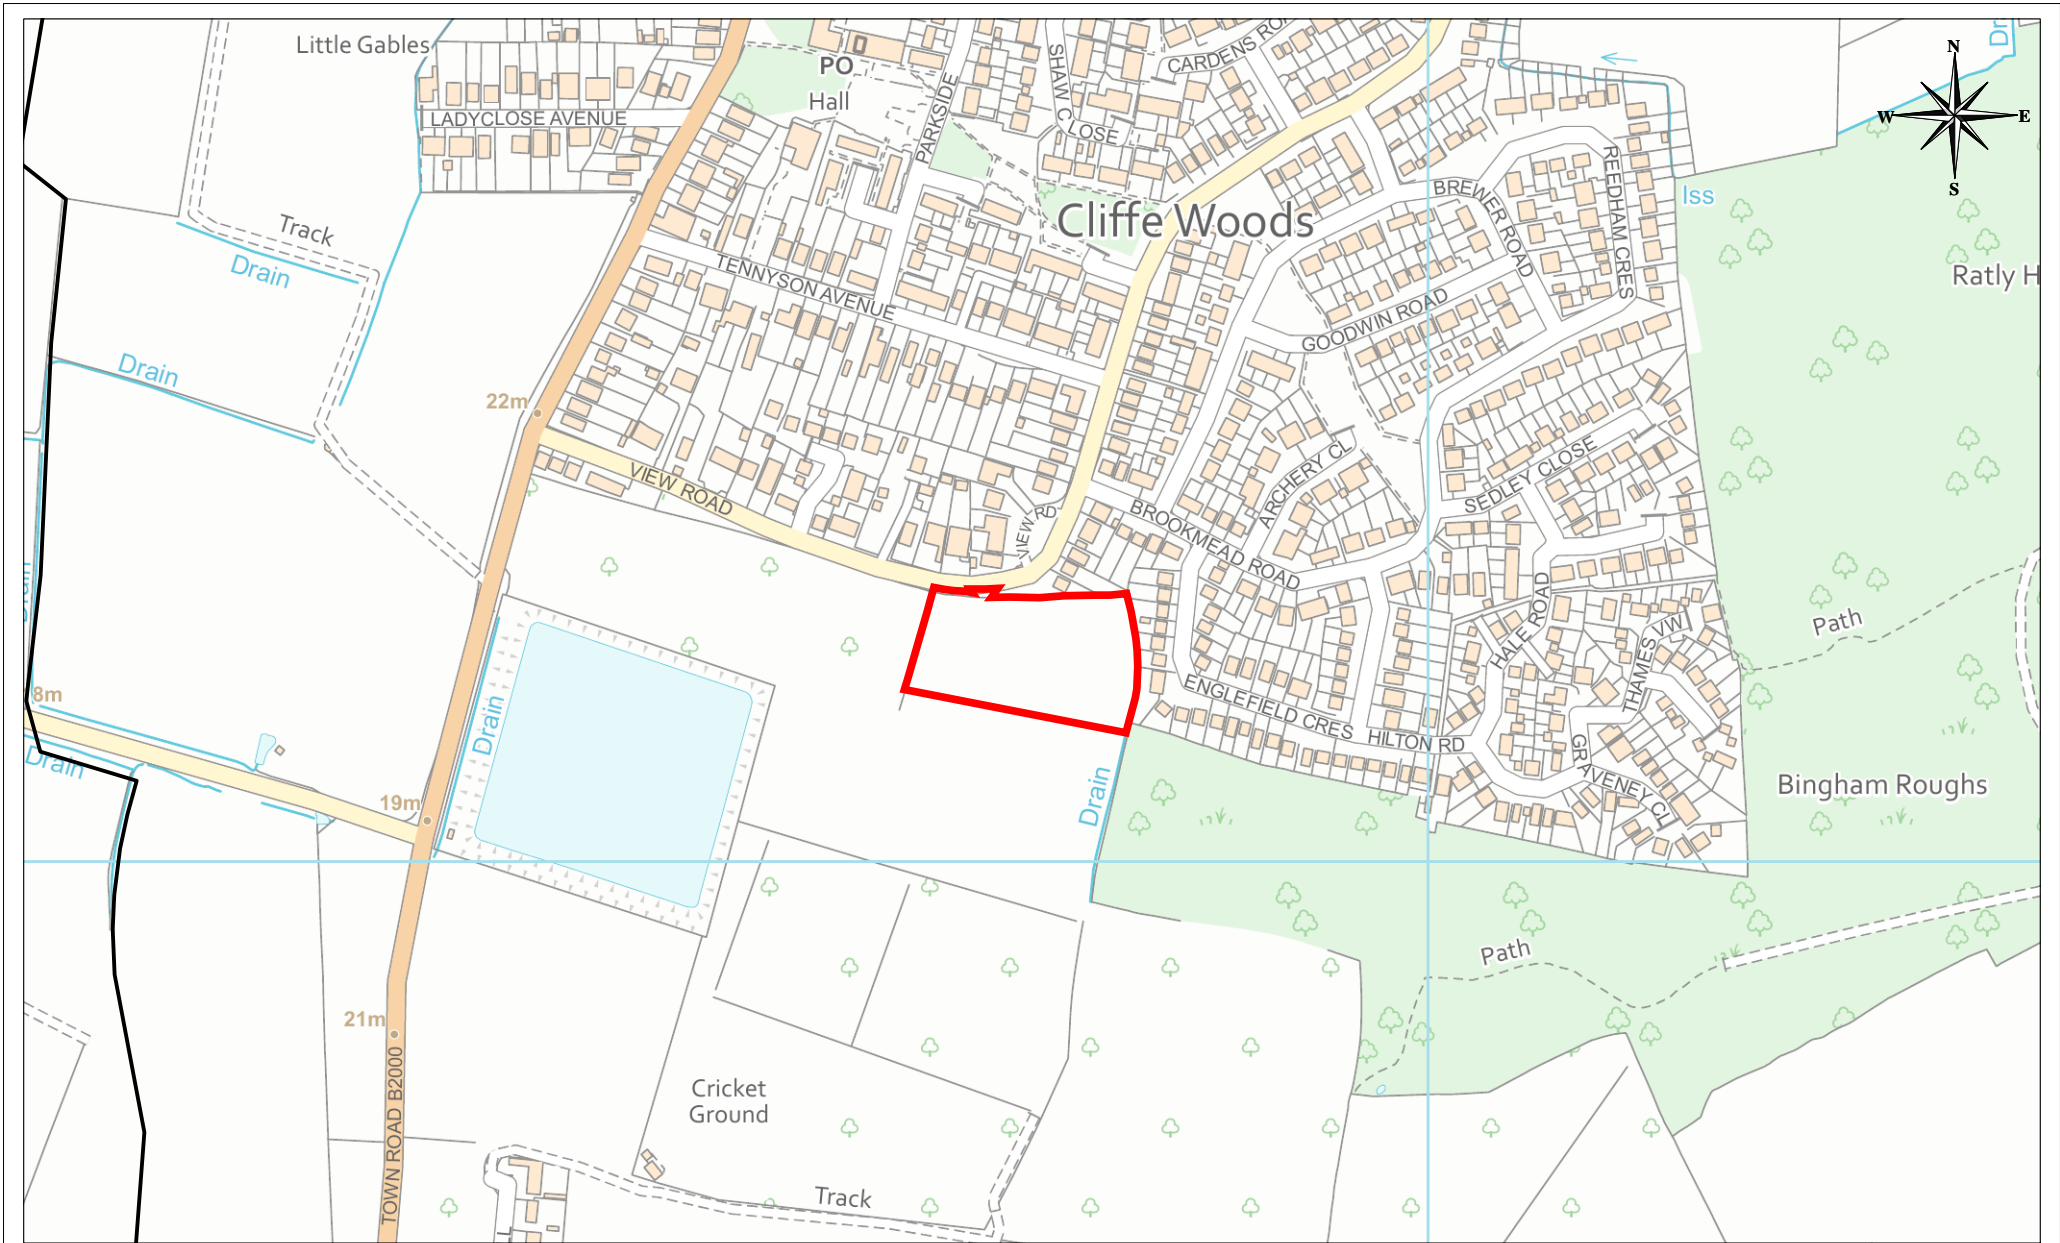 Little Gables
PO
Hall
SHAW CLOSE
N
W
E
S
LADYCLOSE AVENUE
PARKSIDE
BREWER ROAD
REEDHAM CRES
Iss
Track
Cliffe Woods
Drain
TENNYSON AVENUE
Drain
GOODWIN ROAD
22m
VIEW ROAD
VIEW RD
ARCHERY CL
SEDLEY CLOSE
BROOKMEAD ROAD
HALE ROAD
THAMES VW
Path
8m
Drain
Drain
ENGLEFIELD CRES
HILTON RD
GRAVENEY CL
Bingham Roughs
19m
Drain
Path
21m
TOWN ROAD B2000
Cricket
Ground
Track